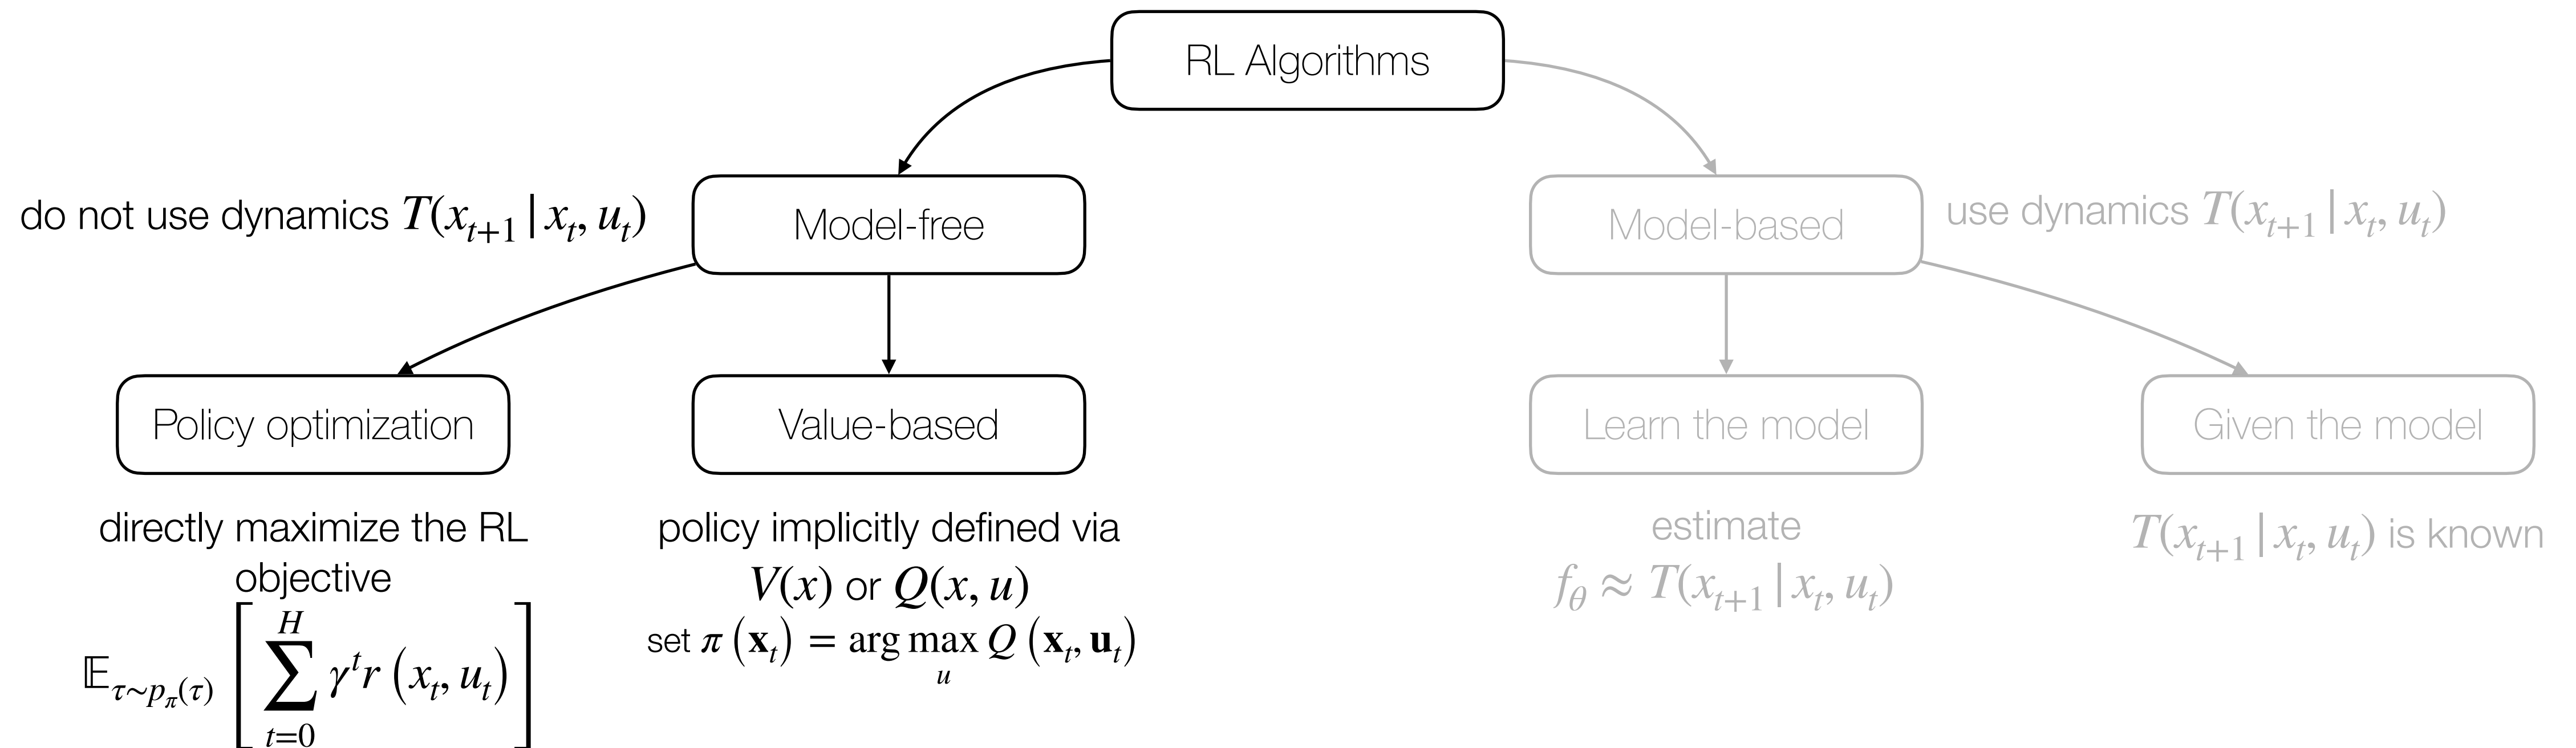 RL Algorithms
do not use dynamics T(x_{t+1} | x_t, u_t)
Model-free
Model-based
use dynamics T(x_{t+1} | x_t, u_t)
Policy optimization
Value-based
Learn the model
Given the model
directly maximize the RL
objective
𝔼_{τ∼p_π(τ)} [ ∑_{t=0}^{H} γ^t r (x_t, u_t) ]
policy implicitly defined via
V(x) or Q(x, u)
set π (𝐱_t) = arg max_u Q (𝐱_t, 𝐮_t)
estimate
f_θ ≈ T(x_{t+1} | x_t, u_t)
T(x_{t+1} | x_t, u_t) is known